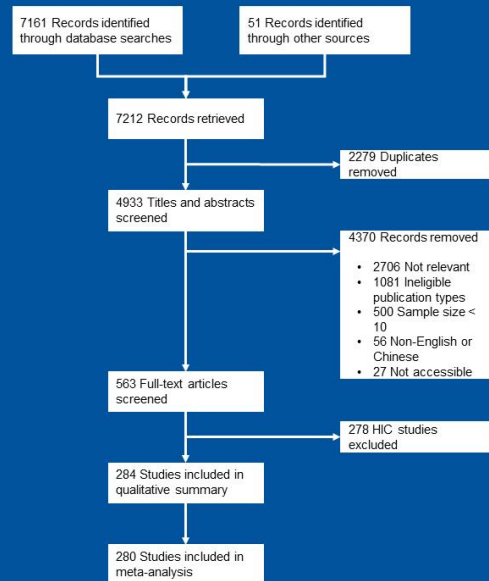 7161 Records identified
through database searches
51 Records identified
through other sources
7212 Records retrieved
2279 Duplicates
removed
4933 Titles and abstracts
screened
4370 Records removed
• 2706 Not relevant
• 1081 Ineligible
publication types
• 500 Sample size <
10
• 56 Non-English or
Chinese
• 27 Not accessible
563 Full-text articles
screened
278 HIC studies
excluded
284 Studies included in
qualitative summary
280 Studies included in
meta-analysis